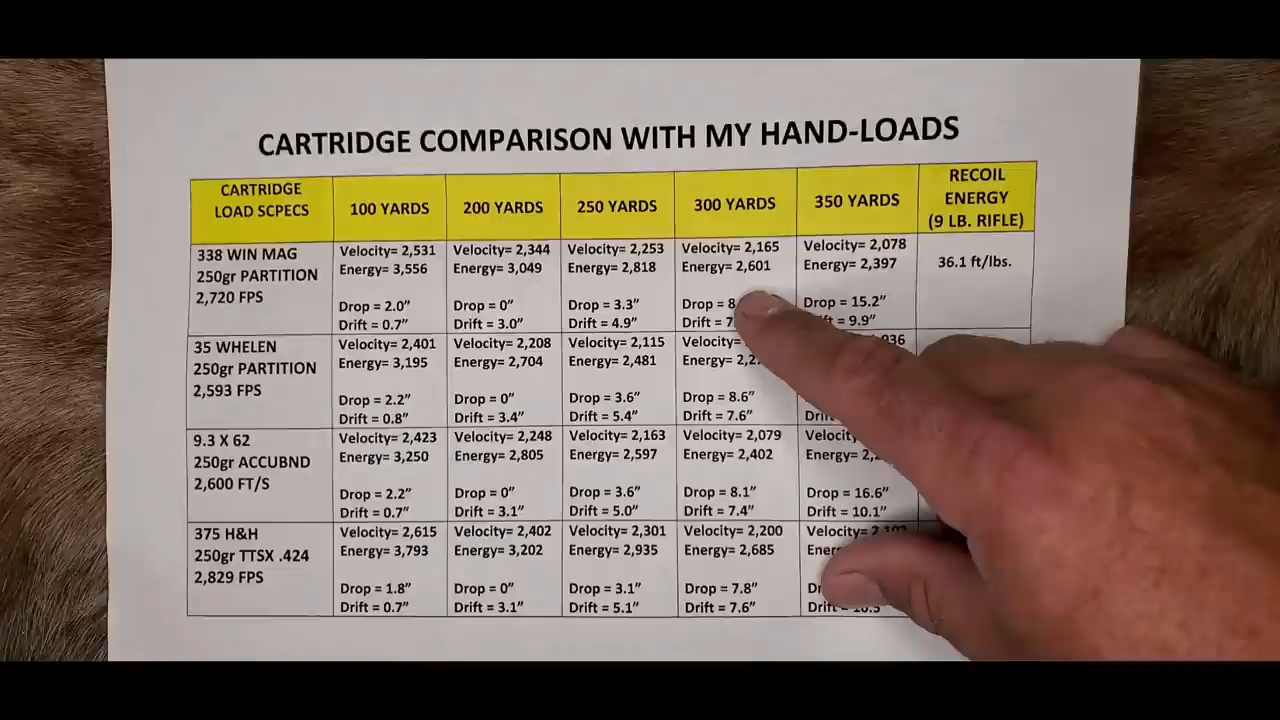 CARTRIDGE COMPARISON WITH MY HAND-LOADS
CARTRIDGE LOAD SCPECS
100 YARDS
200 YARDS
250 YARDS
300 YARDS
350 YARDS
RECOIL ENERGY (9 LB. RIFLE)
338 WIN MAG
250gr PARTITION
2,720 FPS
Velocity= 2,531
Energy= 3,556
Drop = 2.0”
Drift = 0.7”
Velocity= 2,344
Energy= 3,049
Drop = 0”
Drift = 3.0”
Velocity= 2,253
Energy= 2,818
Drop = 3.3”
Drift = 4.9”
Velocity= 2,165
Energy= 2,601
Drop =
Drift =
Velocity= 2,078
Energy= 2,397
Drop = 15.2”
= 9.9”
36.1 ft/lbs.
35 WHELEN
250gr PARTITION
2,593 FPS
Velocity= 2,401
Energy= 3,195
Drop = 2.2”
Drift = 0.8”
Velocity= 2,208
Energy= 2,704
Drop = 0”
Drift = 3.4”
Velocity= 2,115
Energy= 2,481
Drop = 3.6”
Drift = 5.4”
Velocity=
Energy=
Drop = 8.6”
Drift = 7.6”
9.3 X 62
250gr ACCUBND
2,600 FT/S
Velocity= 2,423
Energy= 3,250
Drop = 2.2”
Drift = 0.7”
Velocity= 2,248
Energy= 2,805
Drop = 0”
Drift = 3.1”
Velocity= 2,163
Energy= 2,597
Drop = 3.6”
Drift = 5.0”
Velocity= 2,079
Energy= 2,402
Drop = 8.1”
Drift = 7.4”
Energy=
Drop = 16.6”
Drift = 10.1”
375 H&H
250gr TTSX .424
2,829 FPS
Velocity= 2,615
Energy= 3,793
Drop = 1.8”
Drift = 0.7”
Velocity= 2,402
Energy= 3,202
Drop = 0”
Drift = 3.1”
Velocity= 2,301
Energy= 2,935
Drop = 3.1”
Drift = 5.1”
Velocity= 2,200
Energy= 2,685
Drop = 7.8”
Drift = 7.6”
Velocity=
Drift =